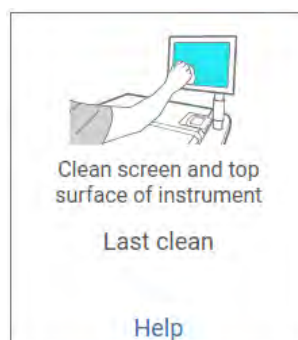 Clean screen and top
surface of instrument
Last clean
Help